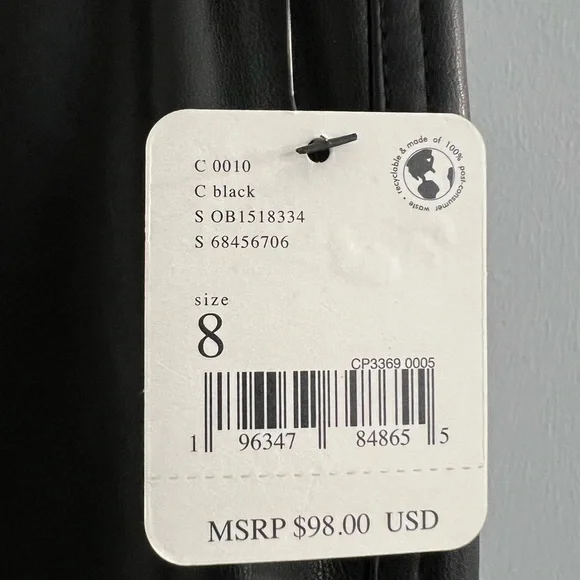 C 0010
C black
S OB1518334
S 68456706
recyclable & made of 100% post-consumer waste •
size
8
CP3369 0005
1 96347 84865 5
MSRP $98.00 USD